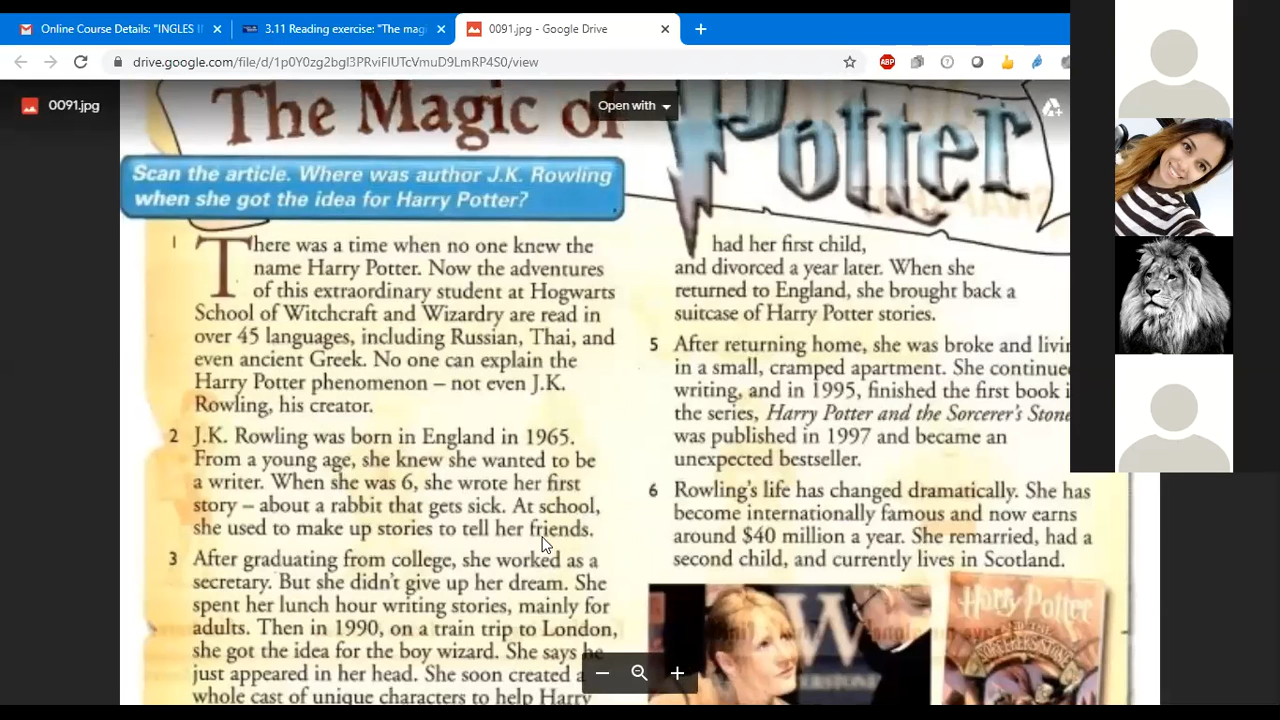 Online Course Details: "INGLES I
3.11 Reading exercise: "The mag
0091.jpg - Google Drive
drive.google.com/file/d/1p0Y0zg2bgl3PRviFIUTcVmuD9LmRP4S0/view
ABP
0091.jpg
Open with
The Magic of
Potter
Scan the article. Where was author J.K. Rowling
when she got the idea for Harry Potter?
1 There was a time when no one knew the
name Harry Potter. Now the adventures
of this extraordinary student at Hogwarts
School of Witchcraft and Wizardry are read in
over 45 languages, including Russian, Thai, and
even ancient Greek. No one can explain the
Harry Potter phenomenon – not even J.K.
Rowling, his creator.
2 J.K. Rowling was born in England in 1965.
From a young age, she knew she wanted to be
a writer. When she was 6, she wrote her first
story – about a rabbit that gets sick. At school,
she used to make up stories to tell her friends.
3 After graduating from college, she worked as a
secretary. But she didn't give up her dream. She
spent her lunch hour writing stories, mainly for
adults. Then in 1990, on a train trip to London,
she got the idea for the boy wizard. She says he
just appeared in her head. She soon created a
whole cast of unique characters to help Harry
had her first child,
and divorced a year later. When she
returned to England, she brought back a
suitcase of Harry Potter stories.
5 After returning home, she was broke and livin
in a small, cramped apartment. She continued
writing, and in 1995, finished the first book i
the series, Harry Potter and the Sorcerer's Stone
was published in 1997 and became an
unexpected bestseller.
6 Rowling's life has changed dramatically. She has
become internationally famous and now earns
around $40 million a year. She remarried, had a
second child, and currently lives in Scotland.
W
Harry Potter
AND THE
SORCERER'S STONE